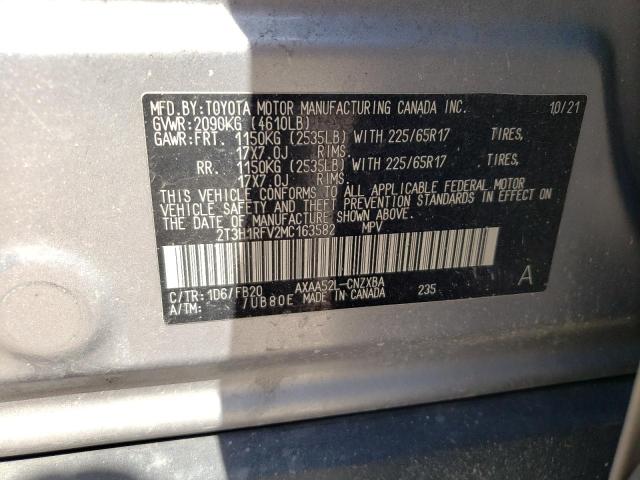 MFD.BY:TOYOTA MOTOR MANUFACTURING CANADA INC. 10/21
GVWR:2090KG (4610LB)
GAWR:FRT. 1150KG (2535LB) WITH 225/65R17 TIRES,
17X7.0J RIMS.
RR. 1150KG (2535LB) WITH 225/65R17 TIRES,
17X7.0J RIMS.
THIS VEHICLE CONFORMS TO ALL APPLICABLE FEDERAL MOTOR
VEHICLE SAFETY AND THEFT PREVENTION STANDARDS IN EFFECT ON
THE DATE OF MANUFACTURE SHOWN ABOVE.
2T3H1RFV2MC163582 MPV
C/TR: 1D6/FB20 AXAA52L-CNZXBA A
A/TM: /UB80E MADE IN CANADA 235